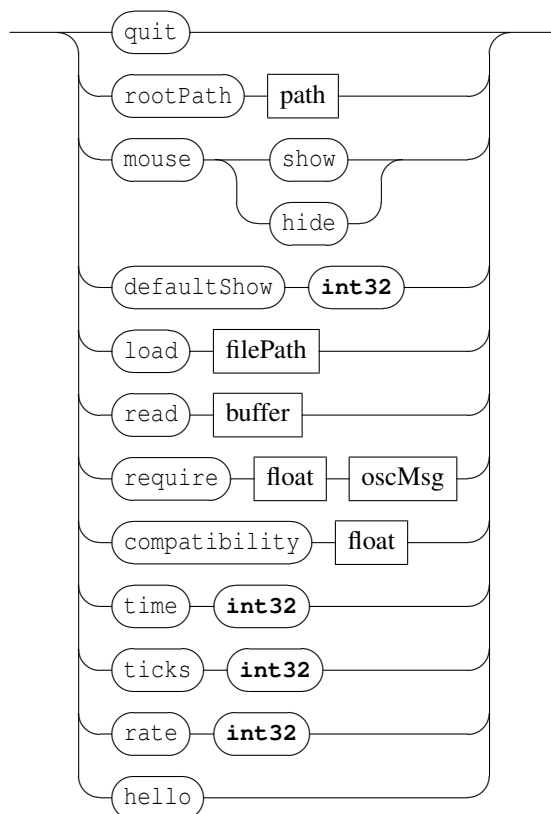 quit
rootPath path
mouse show
hide
defaultShow int32
load filePath
read buffer
require float oscMsg
compatibility float
time int32
ticks int32
rate int32
hello